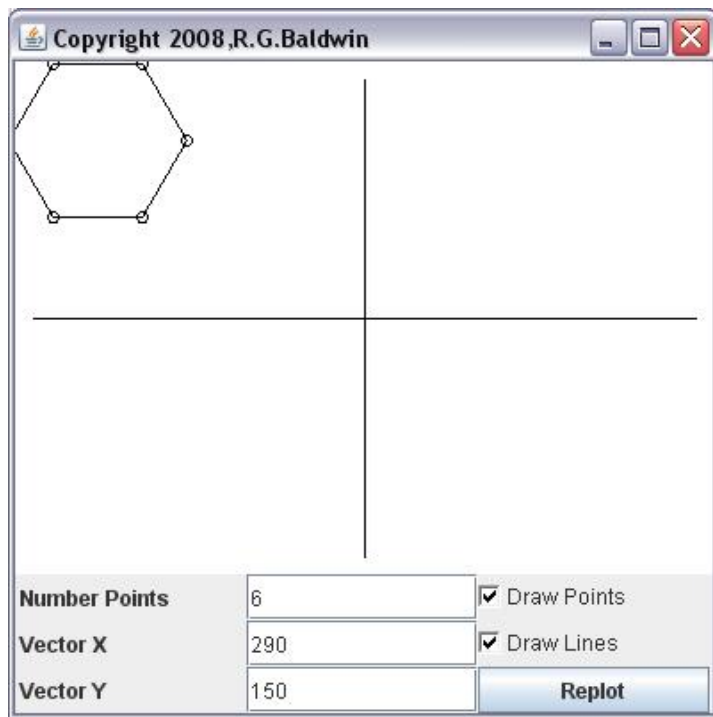 Copyright 2008,R.G.Baldwin
Number Points 6 Draw Points
Vector X 290 Draw Lines
Vector Y 150 Replot